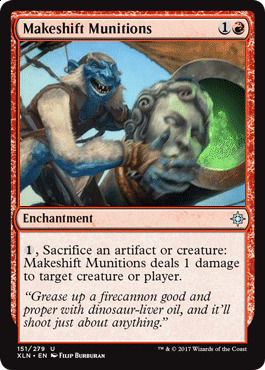 Makeshift Munitions 1
Enchantment
1, Sacrifice an artifact or creature:
Makeshift Munitions deals 1 damage
to target creature or player.
"Grease up a firecannon good and
proper with dinosaur-liver oil, and it'll
shoot just about anything."
151/279 U
XLN • EN FILIP BURBURAN
™ & © 2017 Wizards of the Coast